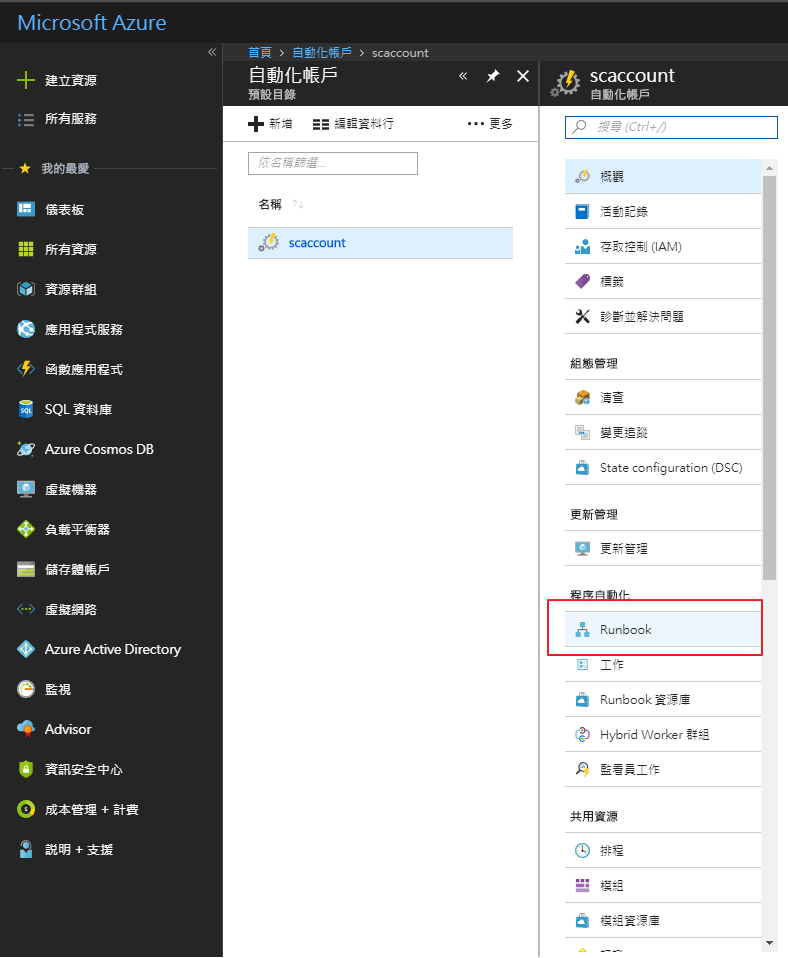 Microsoft Azure
«
建立資源
所有服務
我的最愛
儀表板
所有資源
資源群組
應用程式服務
函數應用程式
SQL 資料庫
Azure Cosmos DB
虛擬機器
負載平衡器
儲存體帳戶
虛擬網路
Azure Active Directory
監視
Advisor
資訊安全中心
成本管理 + 計費
說明 + 支援
首頁 > 自動化帳戶 > scaccount
自動化帳戶
預設目錄
新增 編輯資料行 ••• 更多
依名稱篩選...
名稱 ↑↓
scaccount
scaccount
自動化帳戶
搜尋 (Ctrl+/)
概觀
活動記錄
存取控制 (IAM)
標籤
診斷並解決問題
組態管理
清查
變更追蹤
State configuration (DSC)
更新管理
更新管理
程序自動化
Runbook
工作
Runbook 資源庫
Hybrid Worker 群組
監看員工作
共用資源
排程
模組
模組資源庫